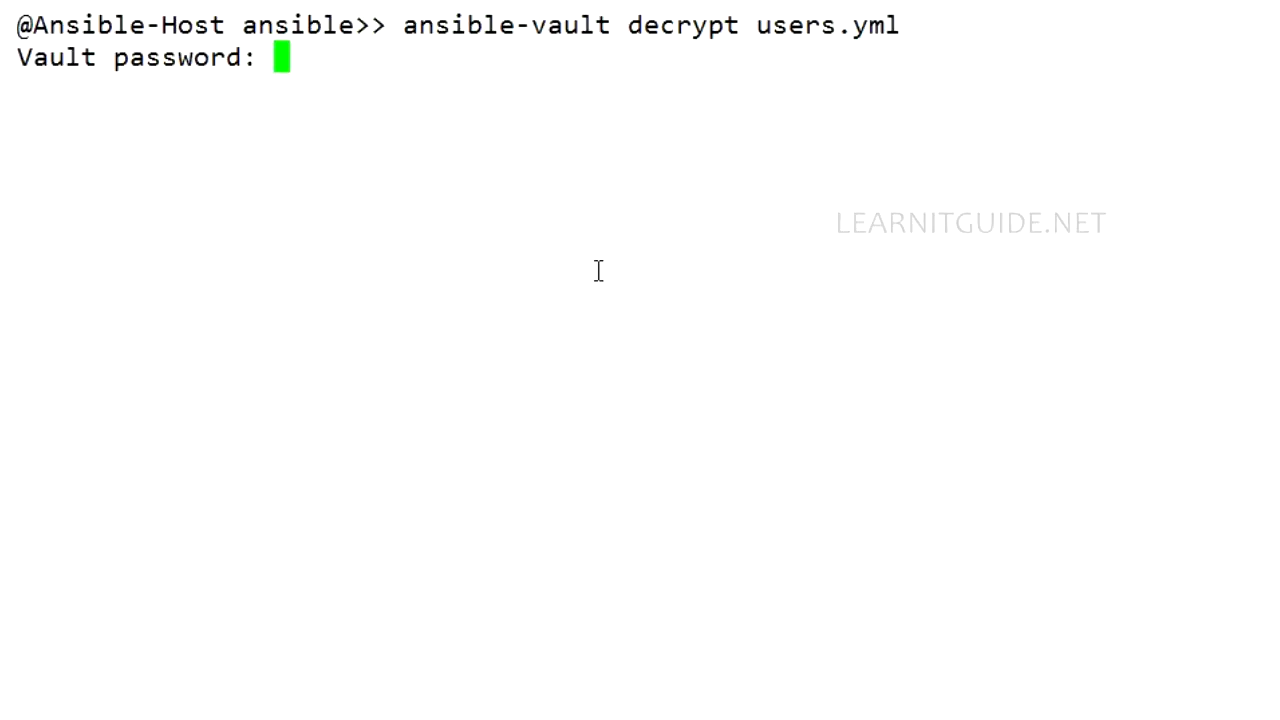 @Ansible-Host ansible>> ansible-vault decrypt users.yml
Vault password:
LEARNITGUIDE.NET